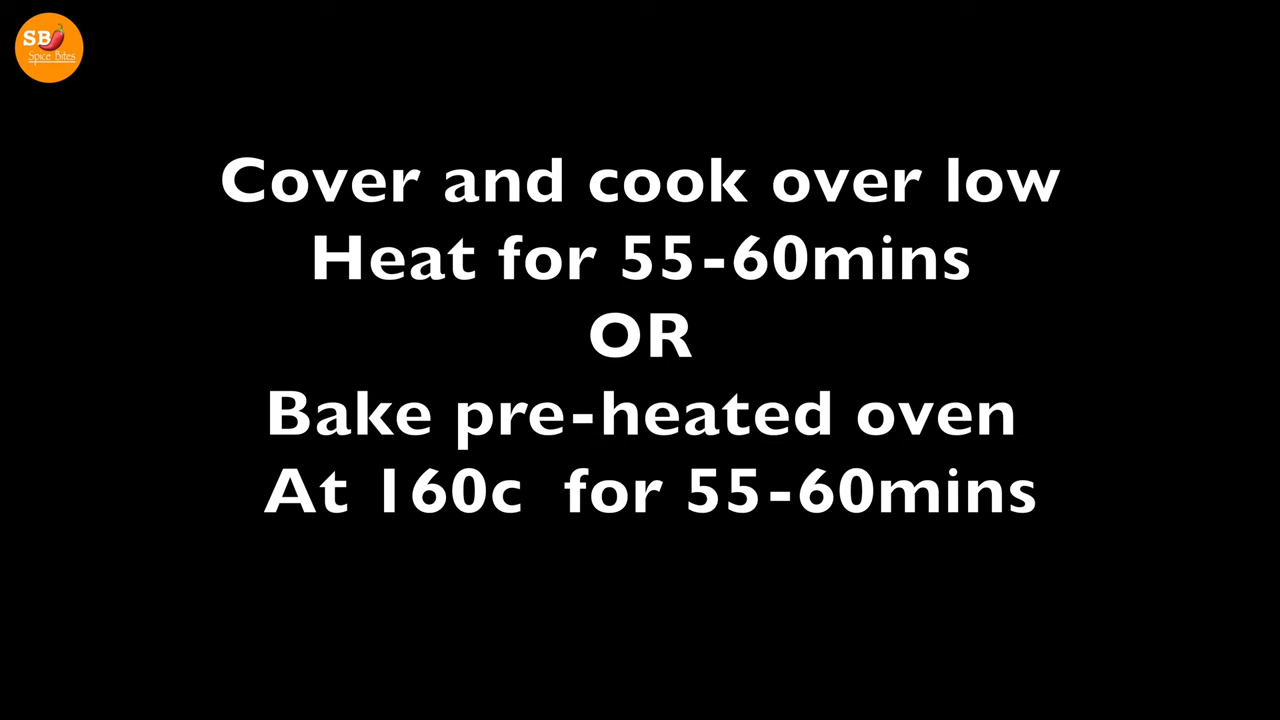 SB
Spice Bites
Cover and cook over low
Heat for 55-60mins
OR
Bake pre-heated oven
At 160c for 55-60mins